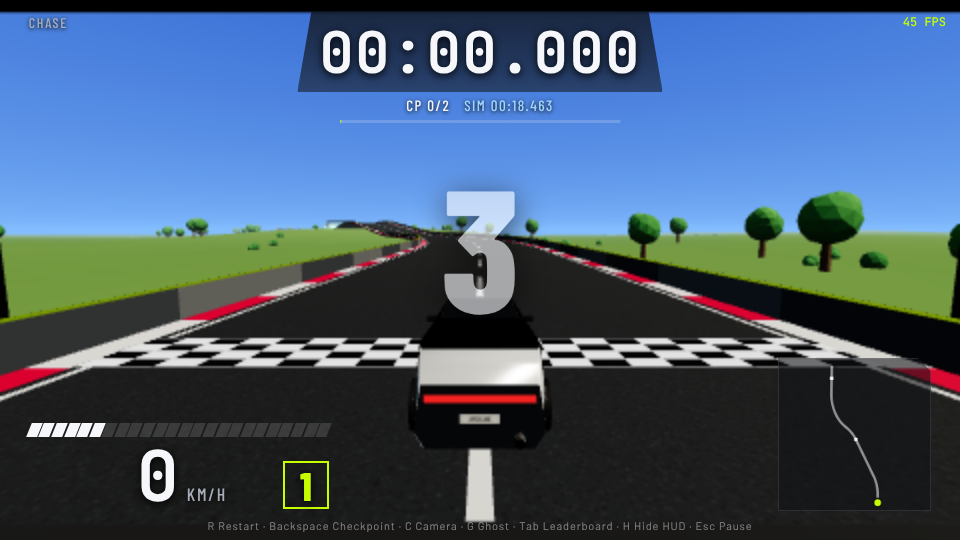 CHASE
00:00.000
45 FPS
CP 0/2 SIM 00:18.463
3
0 KM/H
1
R Restart · Backspace Checkpoint · C Camera · G Ghost · Tab Leaderboard · H Hide HUD · Esc Pause